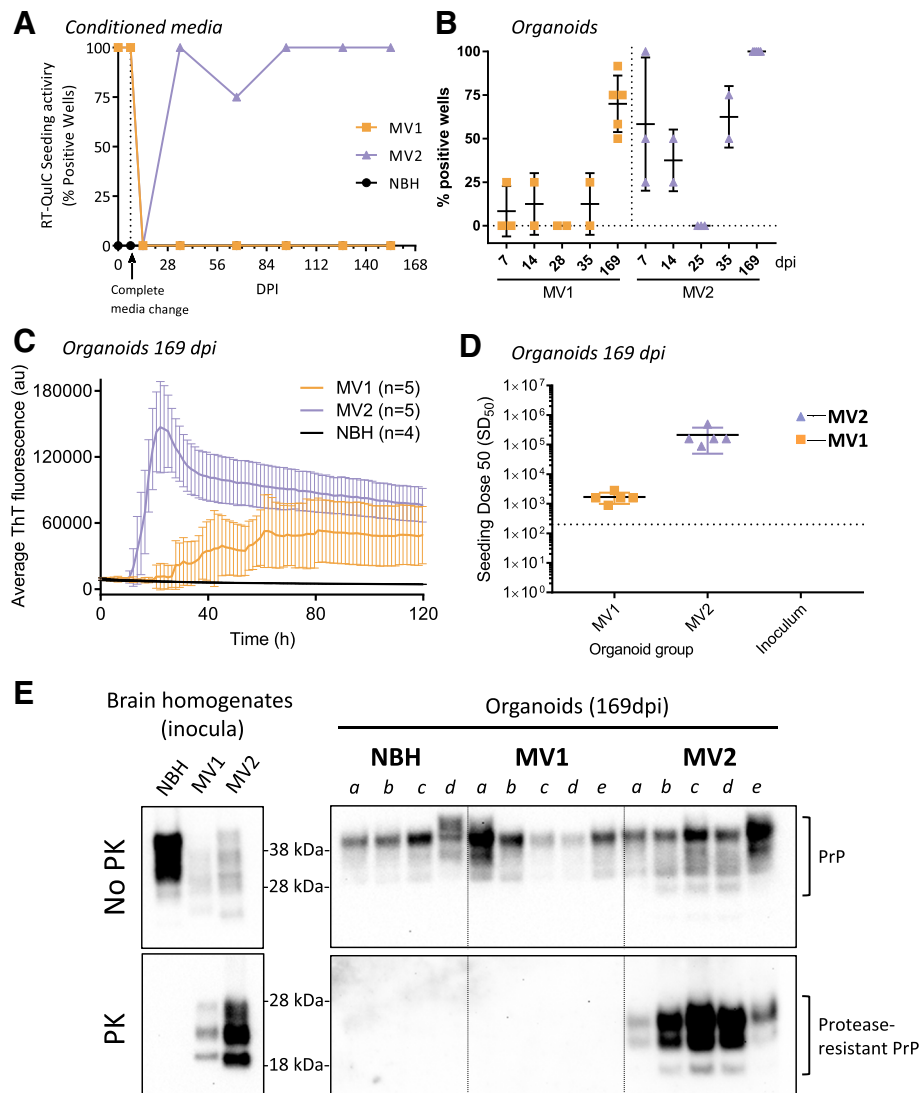 A
Conditioned media
RT-QuIC Seeding activiry
(% Positive Wells)
100
75
50
25
0
0 28 56 84 112 140 168
DPI
Complete
media change
MV1
MV2
NBH
B
Organoids
% positive wells
100
50
0
7 14 28 35 169 7 14 25 35 169 dpi
MV1 MV2
C
Organoids 169 dpi
Average ThT fluorescence (au)
180000
120000
60000
0
0 40 80 120
Time (h)
MV1 (n=5)
MV2 (n=5)
NBH (n=4)
D
Organoids 169 dpi
Seeding Dose 50 (SD50)
1×10^7
1×10^6
1×10^5
1×10^4
1×10^3
1×10^2
1×10^1
1×10^0
MV1 MV2 Inoculum
Organoid group
MV2
MV1
E
Brain homogenates
(inocula)
NBH MV1 MV2
Organoids (169dpi)
NBH MV1 MV2
a b c d a b c d e a b c d e
No PK
-38 kDa-
-28 kDa-
PrP
PK
-28 kDa-
-18 kDa-
Protease-
resistant PrP